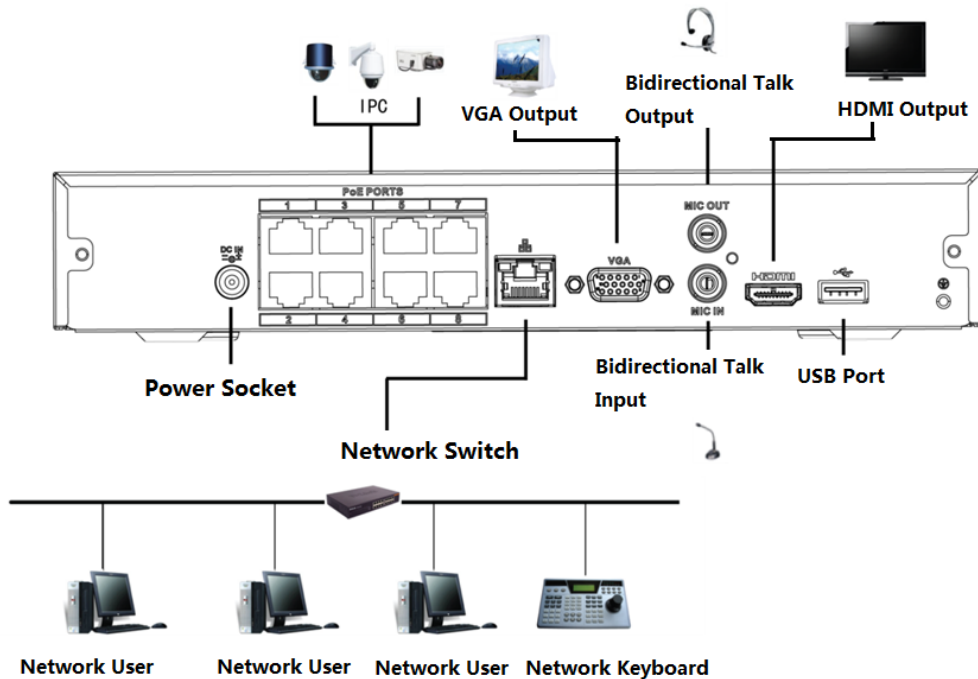 IPC
VGA Output
Bidirectional Talk
Output
HDMI Output
PoE PORTS
1 3 5 7
DC IN
VGA
MIC OUT
MIC IN
HDMI
2 4 6 8
Power Socket
Bidirectional Talk
Input
USB Port
Network Switch
Network User
Network User
Network User
Network Keyboard